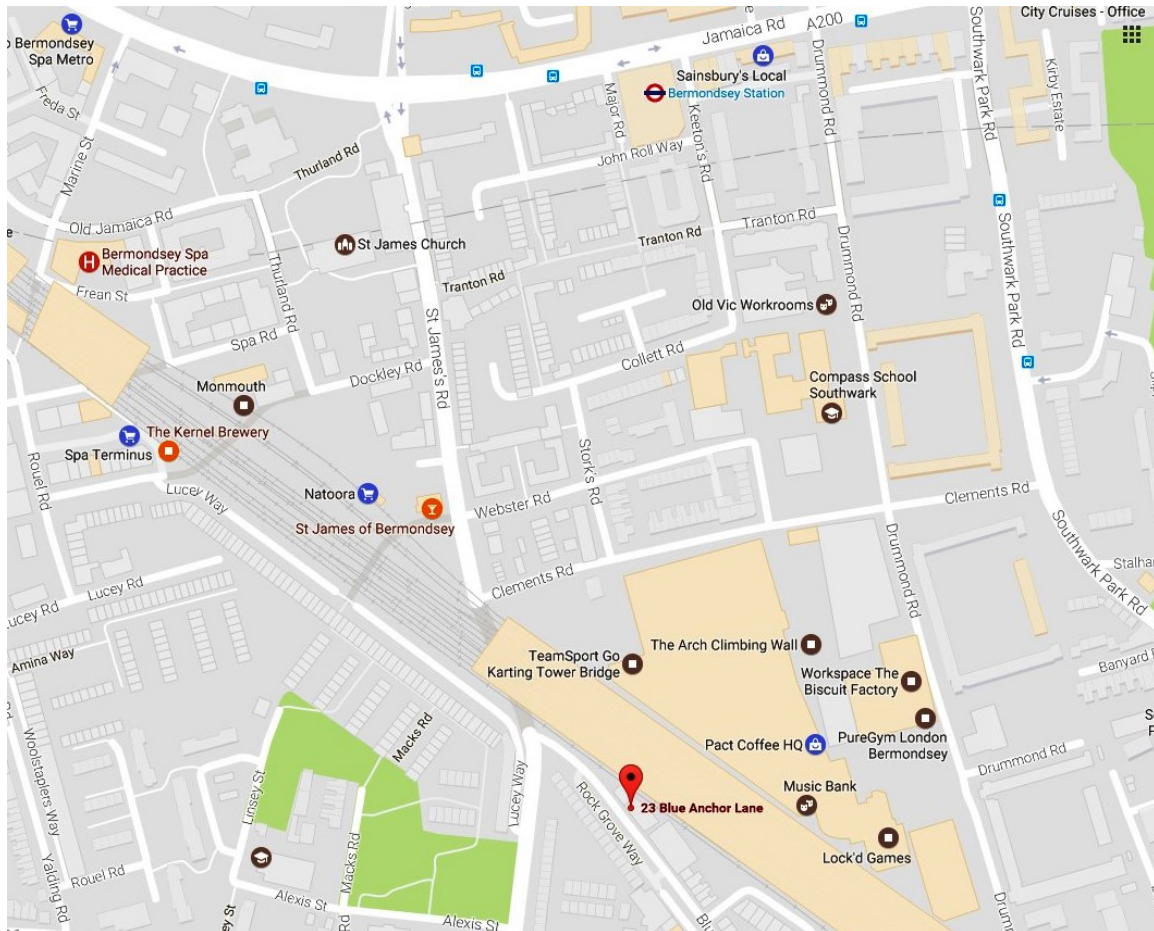 City Cruises - Office
Jamaica Rd
A200
Bermondsey
Spa Metro
Sainsbury's Local
Bermondsey Station
Drummond Rd
Southwark Park Rd
Kirby Estate
Freda St
Marine St
Major Rd
Keeton's Rd
Thurland Rd
John Roll Way
Old Jamaica Rd
Tranton Rd
St James Church
Tranton Rd
Bermondsey Spa
Medical Practice
Tranton Rd
Drummond Rd
Southwark Park Rd
Frean St
Thurland Rd
Old Vic Workrooms
Spa Rd
St James's Rd
Collett Rd
Dockley Rd
Compass School
Southwark
Monmouth
The Kernel Brewery
Spa Terminus
Rouel Rd
Lucey Way
Natoora
St James of Bermondsey
Webster Rd
Stork's Rd
Clements Rd
Southwark Park Rd
Drummond Rd
Clements Rd
Lucey Rd
Lucey Rd
Amina Way
TeamSport Go
Karting Tower Bridge
The Arch Climbing Wall
Workspace The
Biscuit Factory
Banyard
Woolstaplers Way
Macks Rd
Pact Coffee HQ
PureGym London
Bermondsey
Drummond Rd
Linsey St
Lucey Way
Rock Grove Way
23 Blue Anchor Lane
Music Bank
Lock'd Games
Macks Rd
Rouel Rd
Yalding Rd
Alexis St
Alexis St
Rd